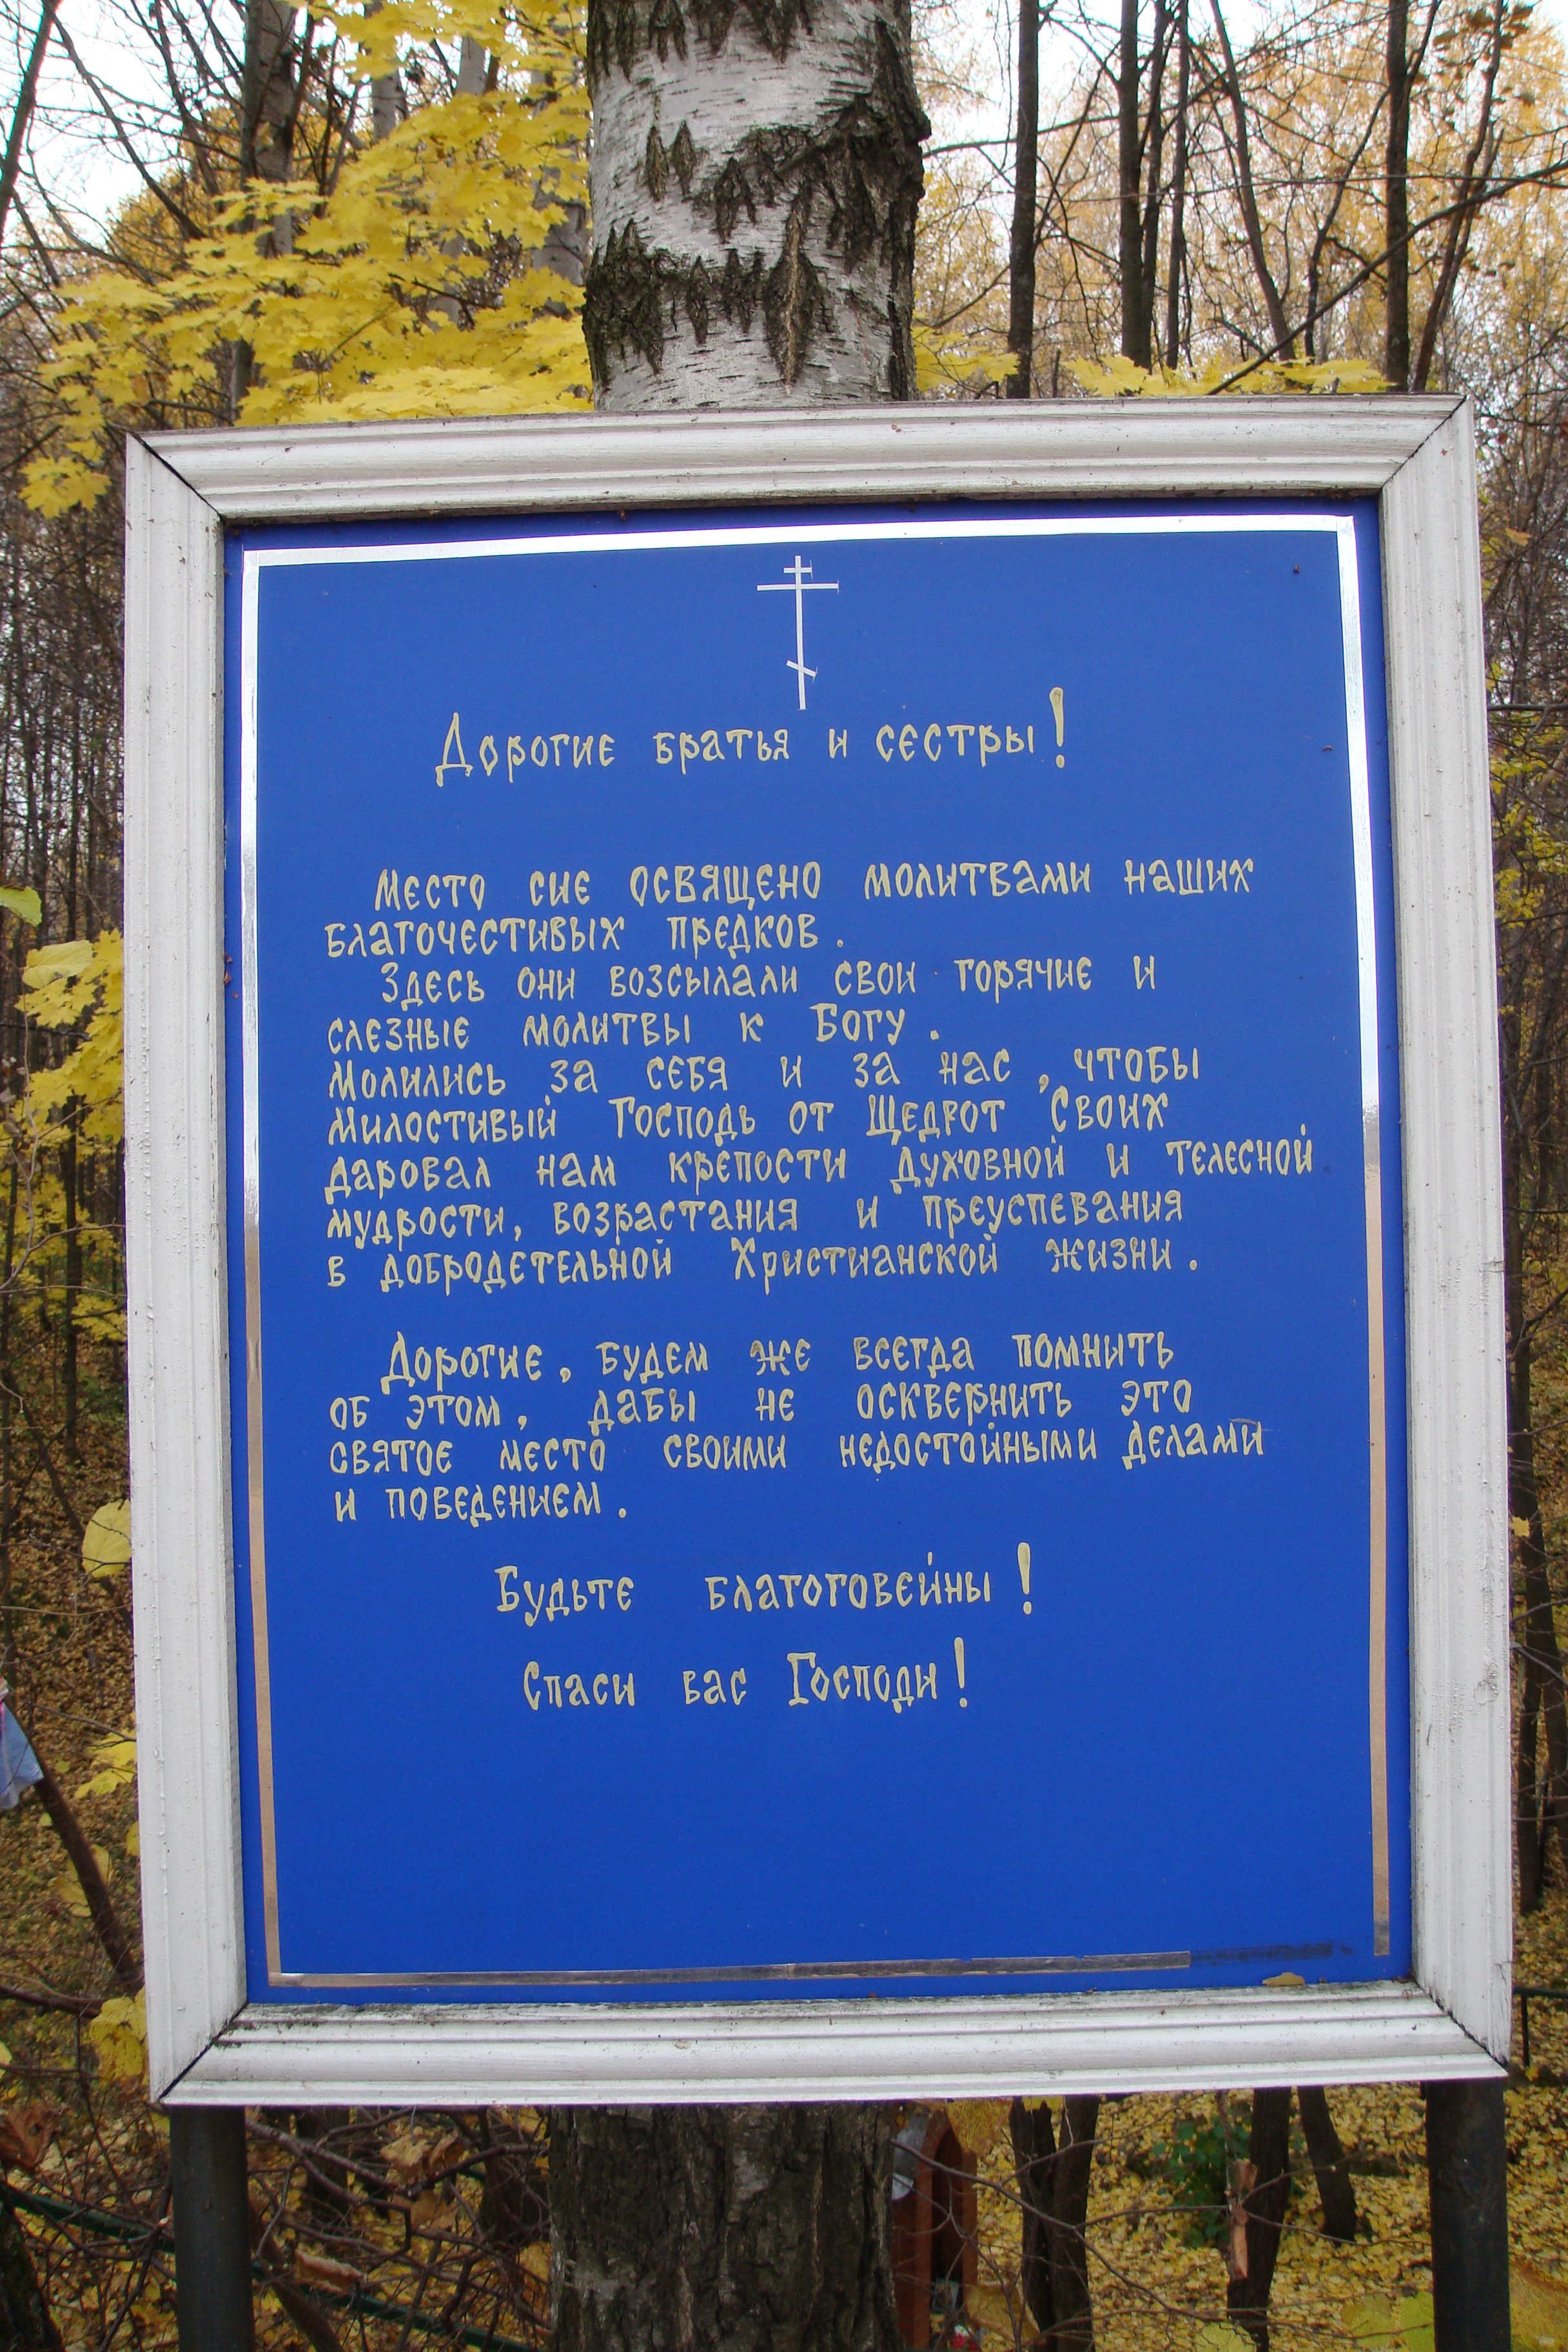 Дорогие братья и сестры!
Место сие освящено молитвами наших
благочестивых предков.
Здесь они возсылали свои горячие и
слезные молитвы к Богу.
Молились за себя и за нас, чтобы
Милостивый Господь от Щедрот Своих
даровал нам крепости духовной и телесной
мудрости, возрастания и преуспевания
в добродетельной Христианской жизни.
Дорогие, будем же всегда помнить
об этом, дабы не осквернить это
святое место своими недостойными делами
и поведением.
Будьте благоговейны!
Спаси вас Господи!